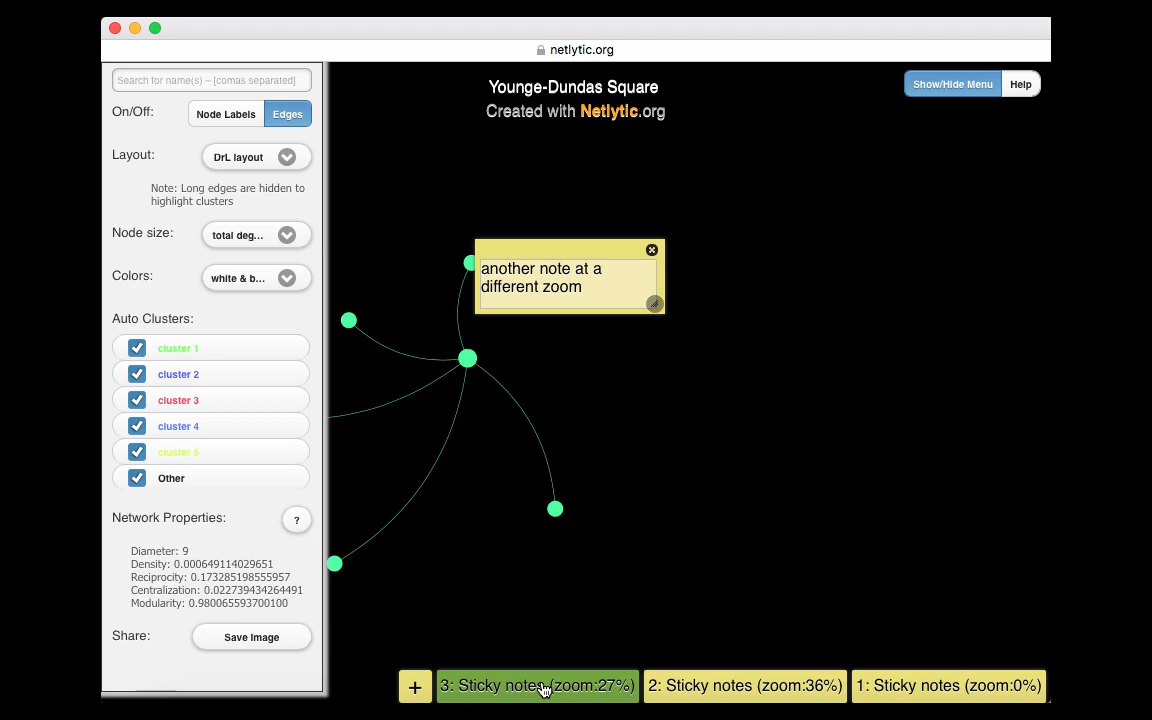 netlytic.org
Search for name(s) – [comas separated]
On/Off:
Node Labels
Edges
Layout:
DrL layout
Note: Long edges are hidden to
highlight clusters
Node size:
total deg...
Colors:
white & b...
Auto Clusters:
cluster 1
cluster 2
cluster 3
cluster 4
cluster 5
Other
Network Properties:
?
Diameter: 9
Density: 0.000649114029651
Reciprocity: 0.173285198555957
Centralization: 0.022739434264491
Modularity: 0.980065593700100
Share:
Save Image
Younge-Dundas Square
Created with Netlytic.org
Show/Hide Menu
Help
another note at a
different zoom
+
3: Sticky notes (zoom:27%)
2: Sticky notes (zoom:36%)
1: Sticky notes (zoom:0%)